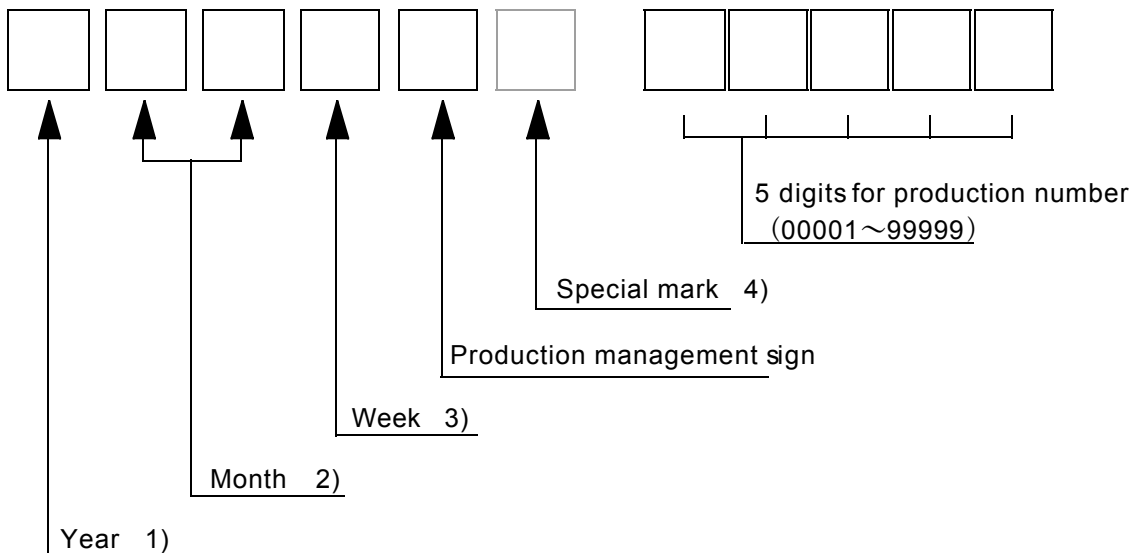 5 digits for production number
（00001～99999）
Special mark 4)
Production management sign
Week 3)
Month 2)
Year 1)